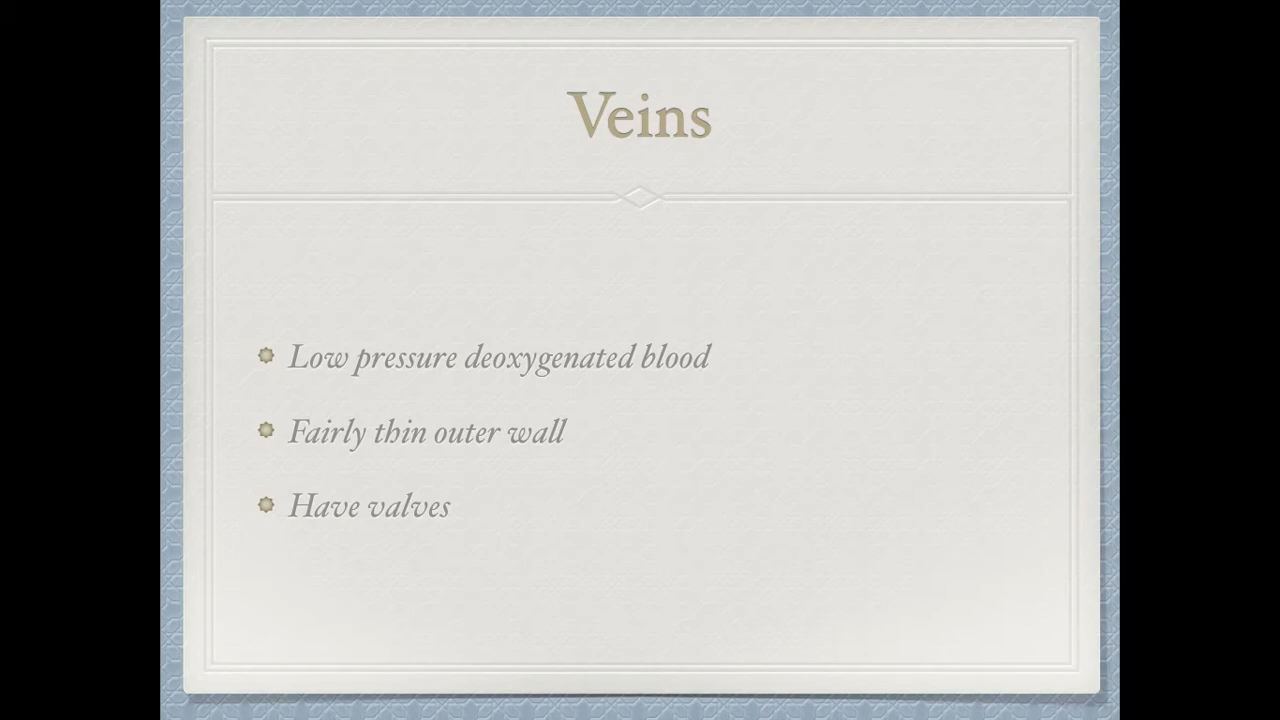 Veins
Low pressure deoxygenated blood
Fairly thin outer wall
Have valves